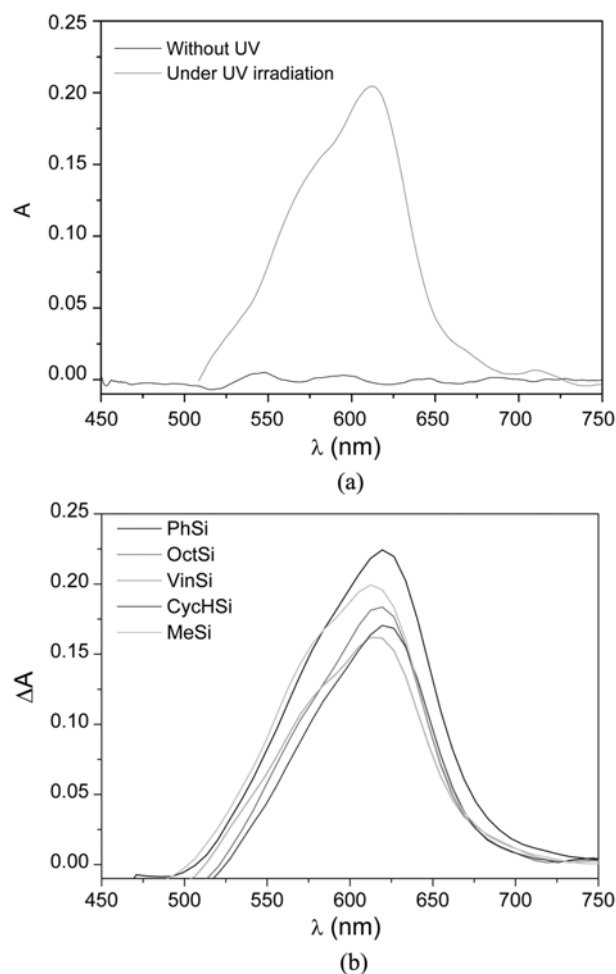 0.25
0.20
0.15
0.10
0.05
0.00
A
Without UV
Under UV irradiation
450 500 550 600 650 700 750
λ (nm)
(a)
0.25
0.20
0.15
0.10
0.05
0.00
ΔA
PhSi
OctSi
VinSi
CycHSi
MeSi
450 500 550 600 650 700 750
λ (nm)
(b)